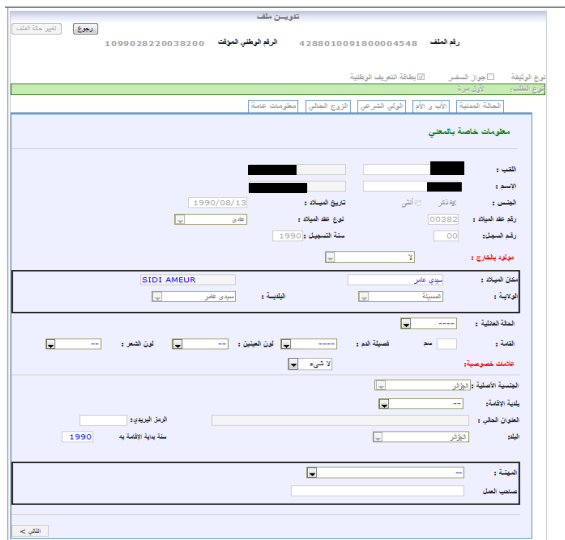 تكويــن ملف
رجوع تغيير حالة الملف
رقم الملف 4288010091800004548 الرقم الوطني المؤقت 1099028220038200
نوع الوثيقة جواز السفر بطاقة التعريف الوطنية
نوع الطلب: لأول مرة
الحالة المدنية الأب و الأم الولي الشرعي الزوج الحالي معلومات عامة
معلومات خاصة بالمعني
اللقب :
الإسم :
الجنس : ذكر أنثى تاريخ الميلاد : 1990/08/13
رقم عقد الميلاد : 00382 نوع عقد الميلاد : عادي
رقم السجل: 00 سنة التسجيل: 1990
مولود بالخارج : لا
مكان الميلاد : سيدي عامر SIDI AMEUR
الولاية : المسيلة البلدية : سيدي عامر
الحالة العائلية : ----
القامة : سم فصيلة الدم : ---- لون العينين : -- لون الشعر : --
علامات خصوصية: لا شيء
الجنسية الأصلية : الجزائر
بلدية الإقامة: --
العنوان الحالي : الرمز البريدي:
البلد: الجزائر سنة بداية الإقامة به 1990
المهنة : --
صاحب العمل
التالي >